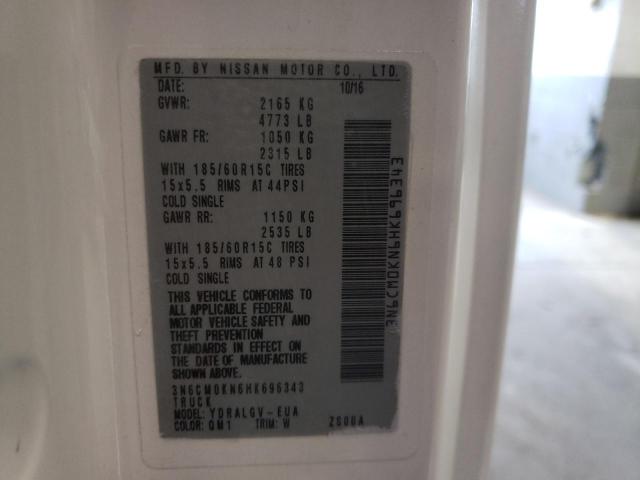 MFD. BY NISSAN MOTOR CO., LTD.
DATE: 10/16
GVWR: 2165 KG
4773 LB
GAWR FR: 1050 KG
2315 LB
WITH 185/60R15C TIRES
15x5.5 RIMS AT 44PSI
COLD SINGLE
GAWR RR: 1150 KG
2535 LB
WITH 185/60R15C TIRES
15x5.5 RIMS AT 48 PSI
COLD SINGLE
THIS VEHICLE CONFORMS TO
ALL APPLICABLE FEDERAL
MOTOR VEHICLE SAFETY AND
THEFT PREVENTION
STANDARDS IN EFFECT ON
THE DATE OF MANUFACTURE
SHOWN ABOVE.
3N6CM0KN6HK696343
TRUCK
MODEL: YDRALGV-EUA
COLOR: QM1 TRIM: W ZS00A
3N6CM0KN6HK696343